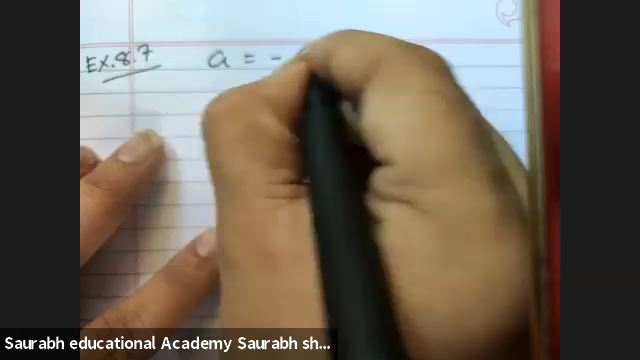 Ex. 8.7 a = -
Saurabh educational Academy Saurabh sh...